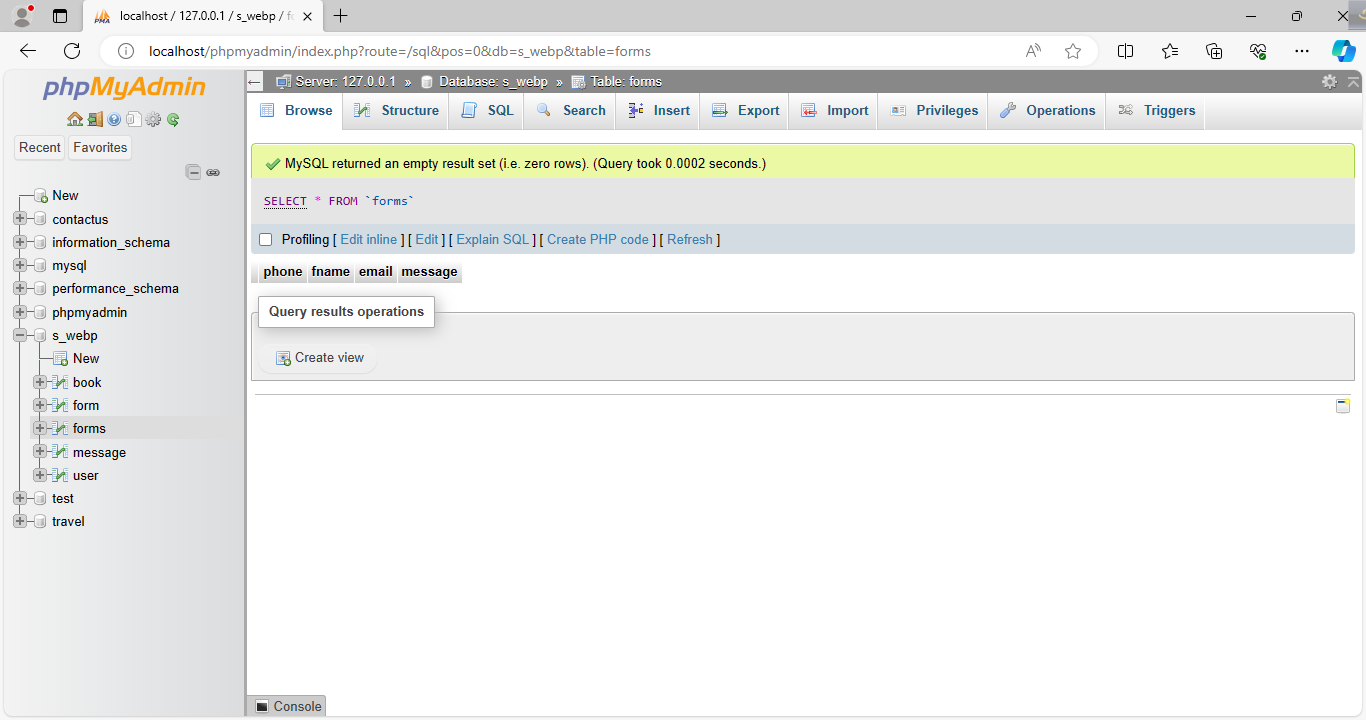 localhost / 127.0.0.1 / s_webp / f
localhost/phpmyadmin/index.php?route=/sql&pos=0&db=s_webp&table=forms
phpMyAdmin
Recent Favorites
New
contactus
information_schema
mysql
performance_schema
phpmyadmin
s_webp
New
book
form
forms
message
user
test
travel
Server: 127.0.0.1 » Database: s_webp » Table: forms
Browse Structure SQL Search Insert Export Import Privileges Operations Triggers
MySQL returned an empty result set (i.e. zero rows). (Query took 0.0002 seconds.)
SELECT * FROM `forms`
Profiling [ Edit inline ] [ Edit ] [ Explain SQL ] [ Create PHP code ] [ Refresh ]
phone fname email message
Query results operations
Create view
Console